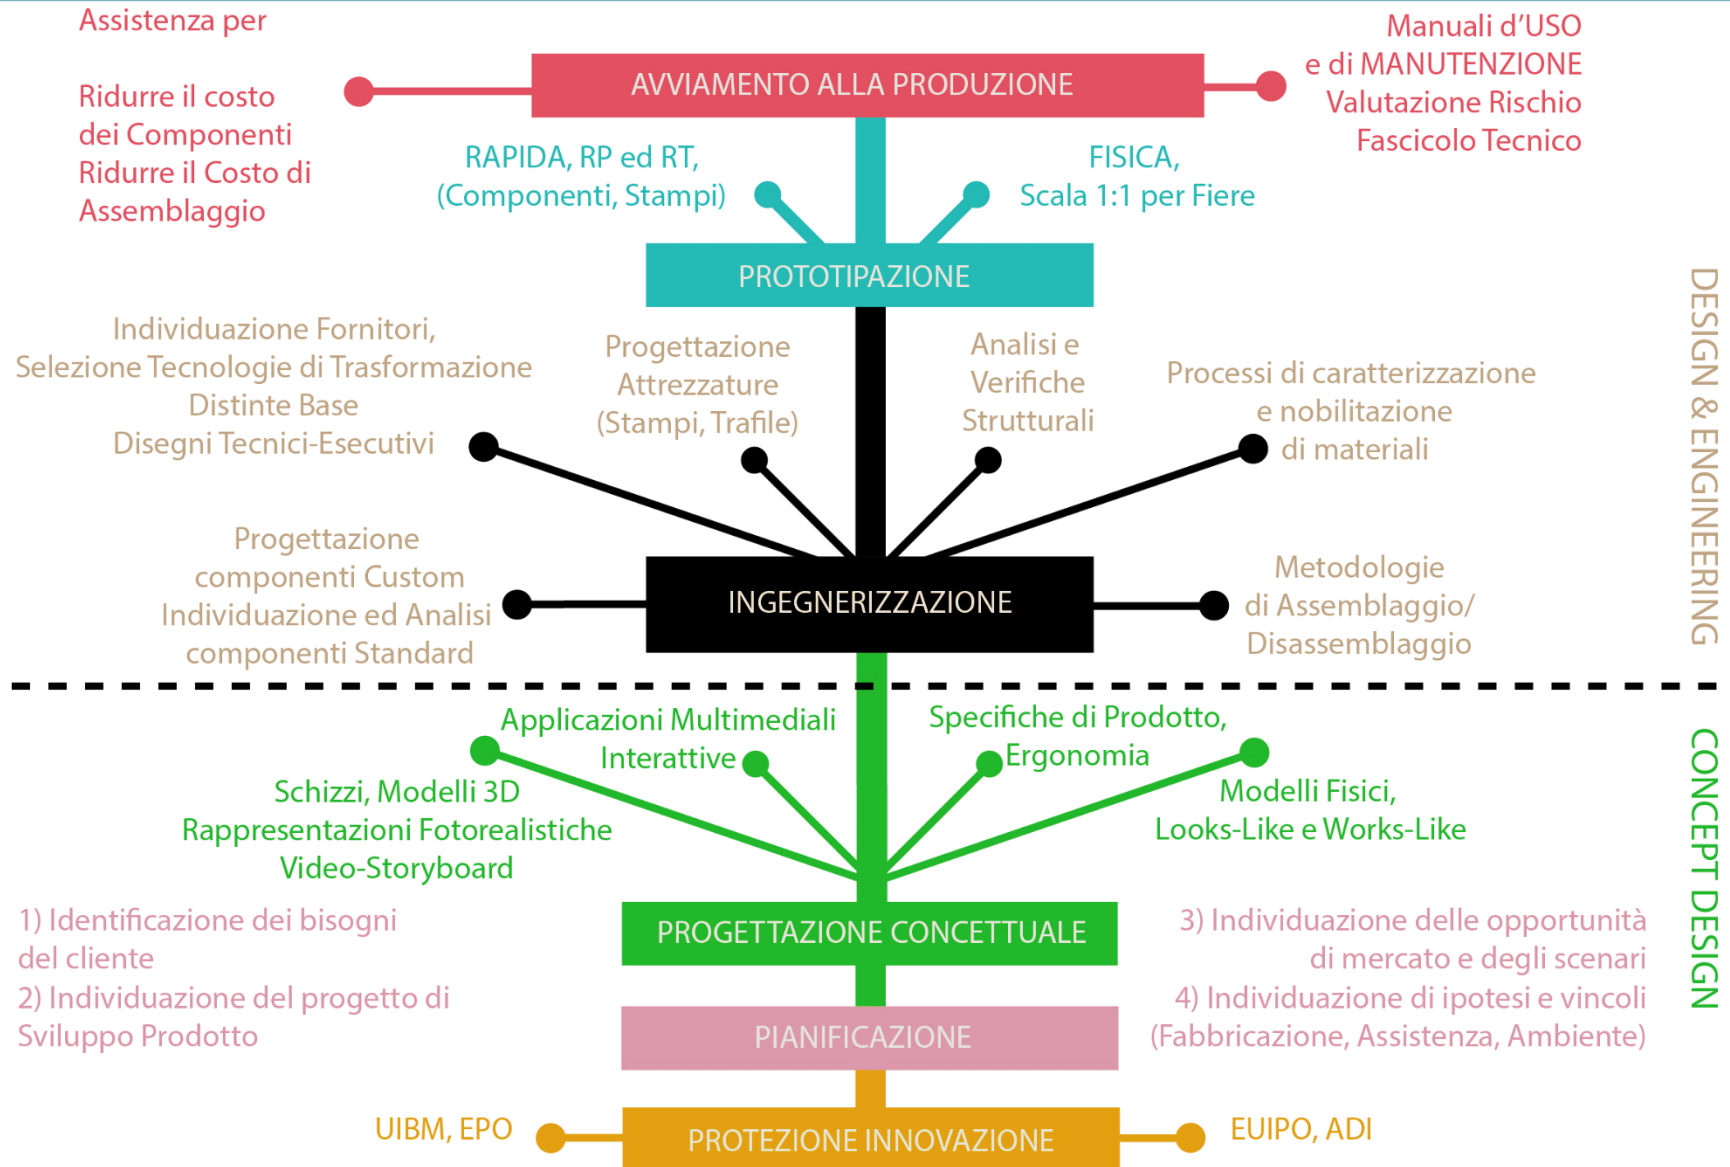 Assistenza per
Ridurre il costo
dei Componenti
Ridurre il Costo di
Assemblaggio
AVVIAMENTO ALLA PRODUZIONE
Manuali d’USO
e di MANUTENZIONE
Valutazione Rischio
Fascicolo Tecnico
RAPIDA, RP ed RT,
(Componenti, Stampi)
FISICA,
Scala 1:1 per Fiere
PROTOTIPAZIONE
Individuazione Fornitori,
Selezione Tecnologie di Trasformazione
Distinte Base
Disegni Tecnici-Esecutivi
Progettazione
Attrezzature
(Stampi, Trafile)
Analisi e
Verifiche
Strutturali
Processi di caratterizzazione
e nobilitazione
di materiali
DESIGN & ENGINEERING
Progettazione
componenti Custom
Individuazione ed Analisi
componenti Standard
INGEGNERIZZAZIONE
Metodologie
di Assemblaggio/
Disassemblaggio
Applicazioni Multimediali
Interattive
Specifiche di Prodotto,
Ergonomia
Schizzi, Modelli 3D
Rappresentazioni Fotorealistiche
Video-Storyboard
Modelli Fisici,
Looks-Like e Works-Like
CONCEPT DESIGN
1) Identificazione dei bisogni
del cliente
2) Individuazione del progetto di
Sviluppo Prodotto
PROGETTAZIONE CONCETTUALE
3) Individuazione delle opportunità
di mercato e degli scenari
4) Individuazione di ipotesi e vincoli
(Fabbricazione, Assistenza, Ambiente)
PIANIFICAZIONE
UIBM, EPO
PROTEZIONE INNOVAZIONE
EUIPO, ADI